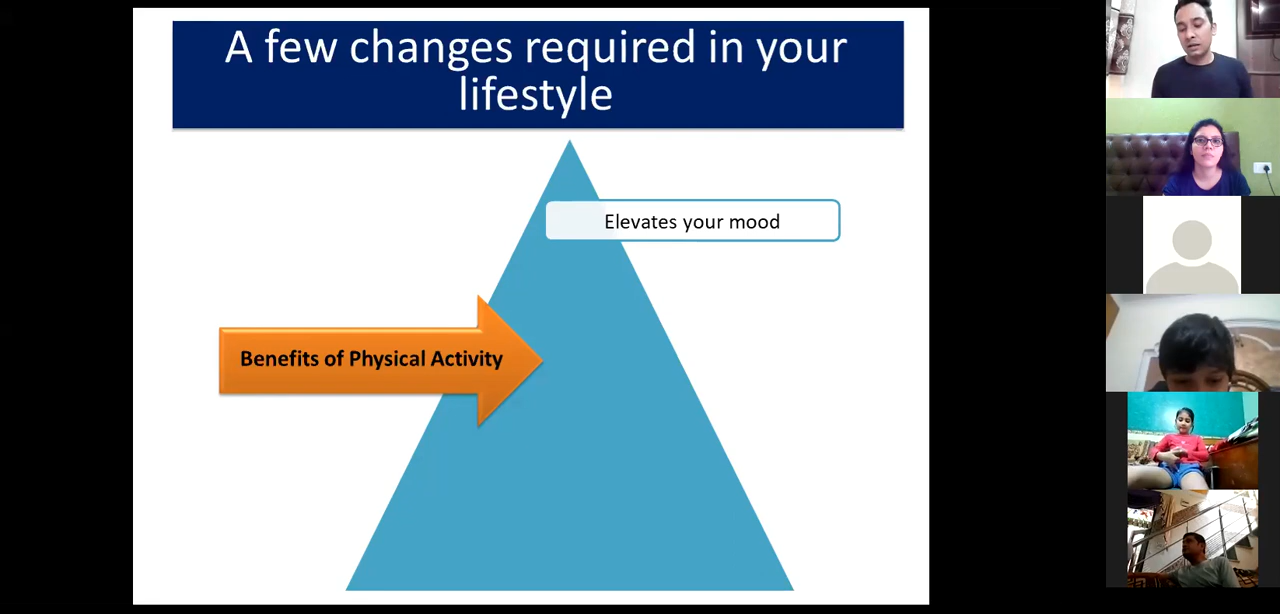 A few changes required in your
lifestyle
Elevates your mood
Benefits of Physical Activity